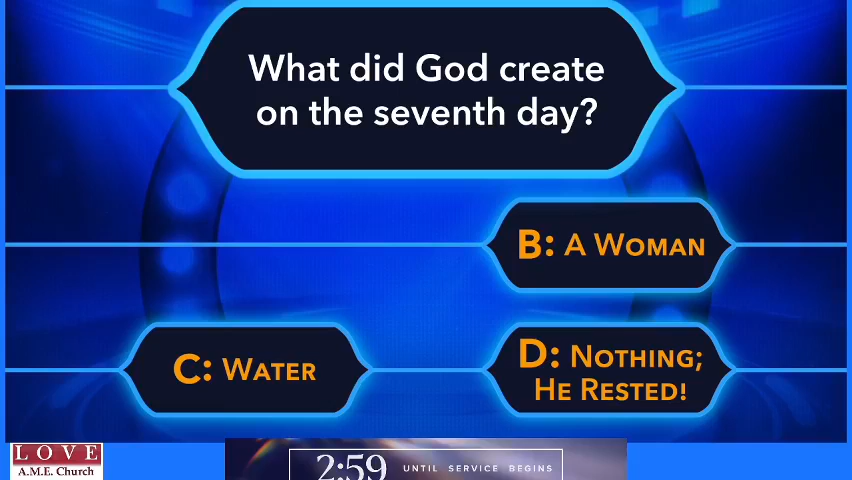 What did God create
on the seventh day?
B: A WOMAN
C: WATER
D: NOTHING;
HE RESTED!
LOVE
A.M.E. Church
2:59 UNTIL SERVICE BEGINS